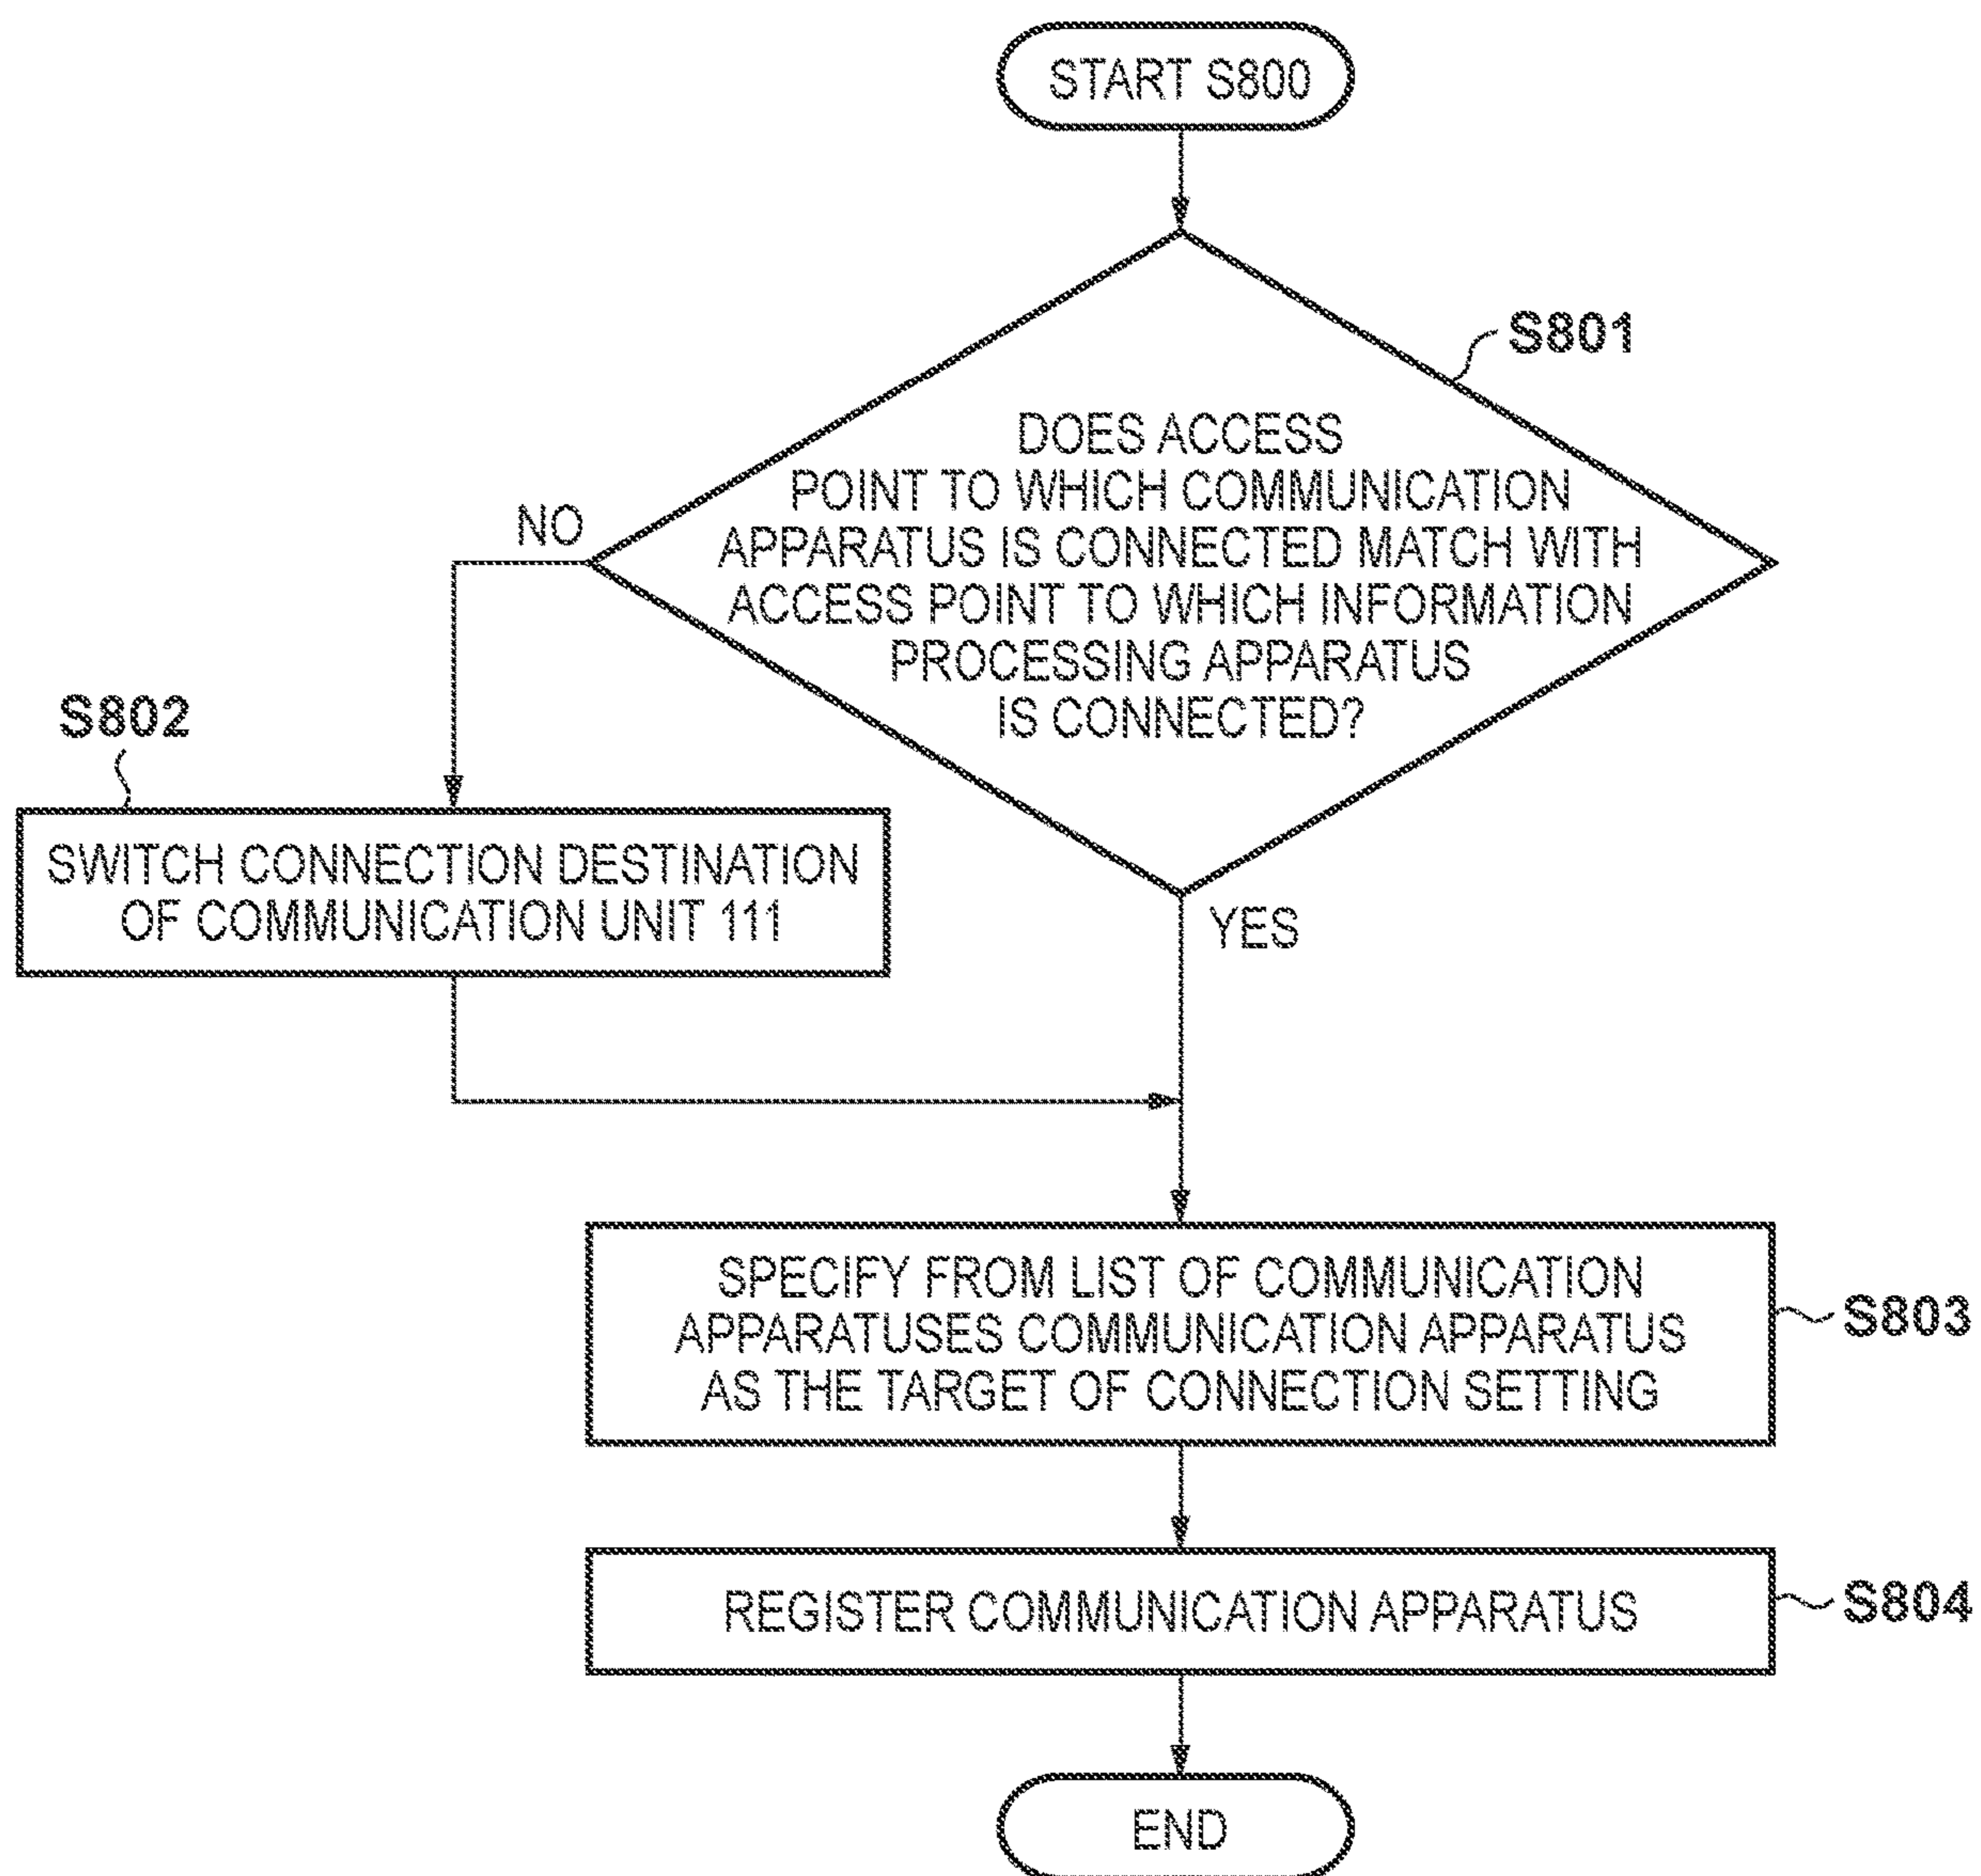 START S800
S801
DOES ACCESS
POINT TO WHICH COMMUNICATION
APPARATUS IS CONNECTED MATCH WITH
ACCESS POINT TO WHICH INFORMATION
PROCESSING APPARATUS
IS CONNECTED?
NO
S802
SWITCH CONNECTION DESTINATION
OF COMMUNICATION UNIT 111
YES
SPECIFY FROM LIST OF COMMUNICATION
APPARATUSES COMMUNICATION APPARATUS
AS THE TARGET OF CONNECTION SETTING
S803
REGISTER COMMUNICATION APPARATUS
S804
END